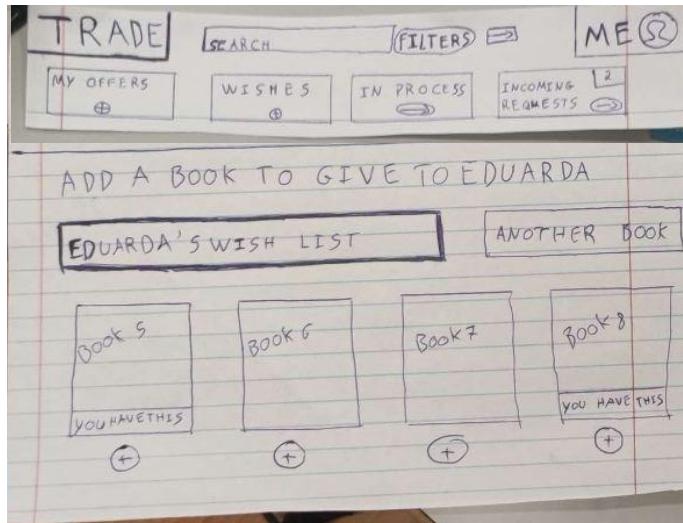 TRADE
SEARCH FILTERS
ME
MY OFFERS
WISHES
IN PROCESS
INCOMING 2
REQUESTS
ADD A BOOK TO GIVE TO EDUARDA
EDUARDA'S WISH LIST
ANOTHER BOOK
BOOK 5
BOOK 6
BOOK 7
BOOK 8
YOU HAVE THIS
YOU HAVE THIS